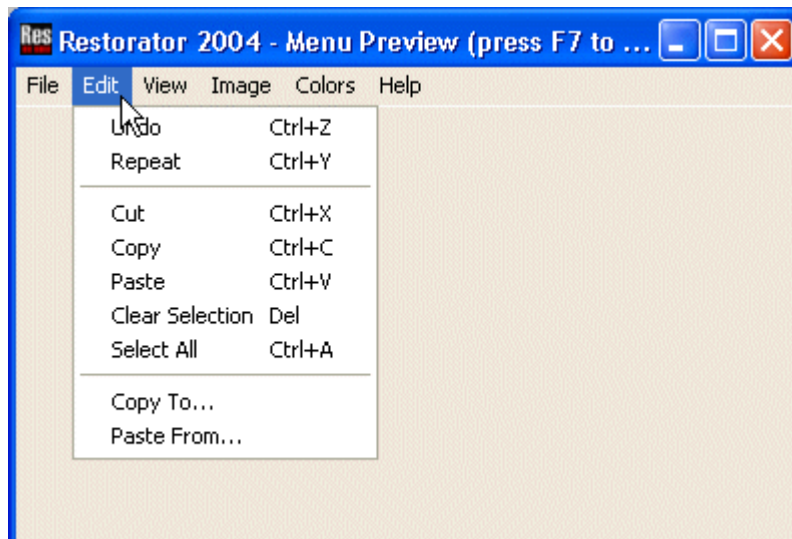 Res Restorator 2004 - Menu Preview (press F7 to ...
File Edit View Image Colors Help
Undo Ctrl+Z
Repeat Ctrl+Y
Cut Ctrl+X
Copy Ctrl+C
Paste Ctrl+V
Clear Selection Del
Select All Ctrl+A
Copy To...
Paste From...